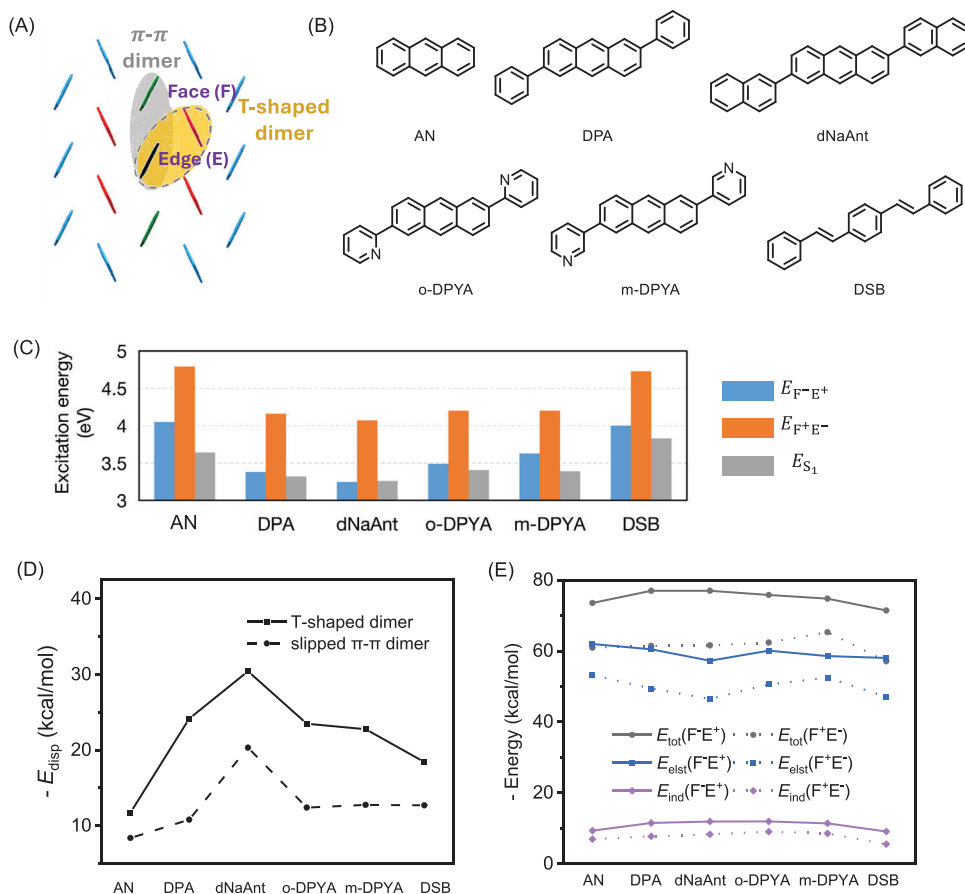 (A)
π-π
dimer
Face (F)
T-shaped
dimer
Edge (E)
(B)
AN
DPA
dNaAnt
N
N
o-DPYA
N
N
m-DPYA
DSB
(C)
Excitation energy
(eV)
5
4.5
4
3.5
3
AN
DPA
dNaAnt
o-DPYA
m-DPYA
DSB
E_F⁻E⁺
E_F⁺E⁻
E_S₁
(D)
- E_disp (kcal/mol)
40
30
20
10
T-shaped dimer
slipped π-π dimer
AN
DPA
dNaAnt
o-DPYA
m-DPYA
DSB
(E)
- Energy (kcal/mol)
80
60
40
20
0
E_tot(F⁻E⁺)
E_tot(F⁺E⁻)
E_elst(F⁻E⁺)
E_elst(F⁺E⁻)
E_ind(F⁻E⁺)
E_ind(F⁺E⁻)
AN
DPA
dNaAnt
o-DPYA
m-DPYA
DSB